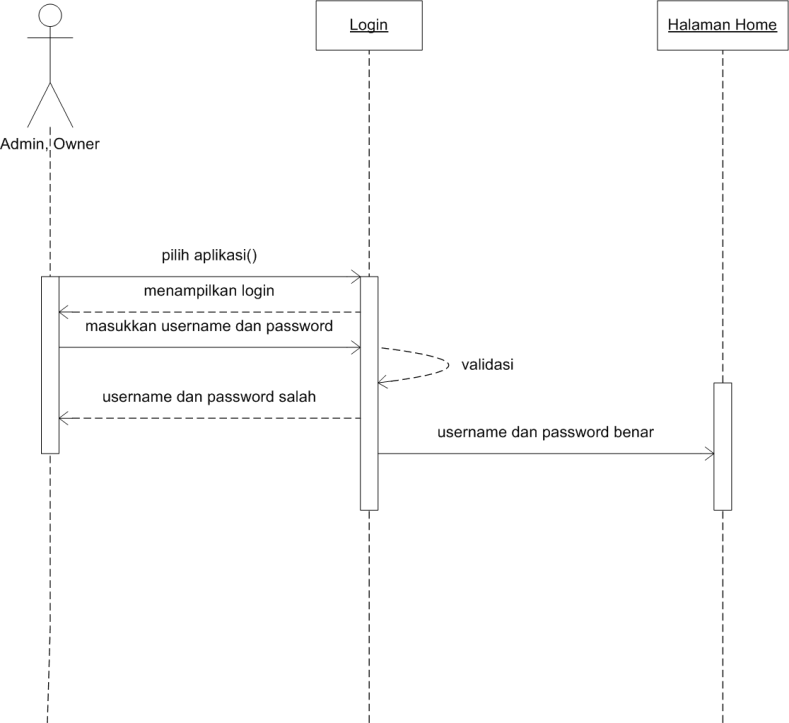 Login
Halaman Home
Admin, Owner
pilih aplikasi()
menampilkan login
masukkan username dan password
validasi
username dan password salah
username dan password benar